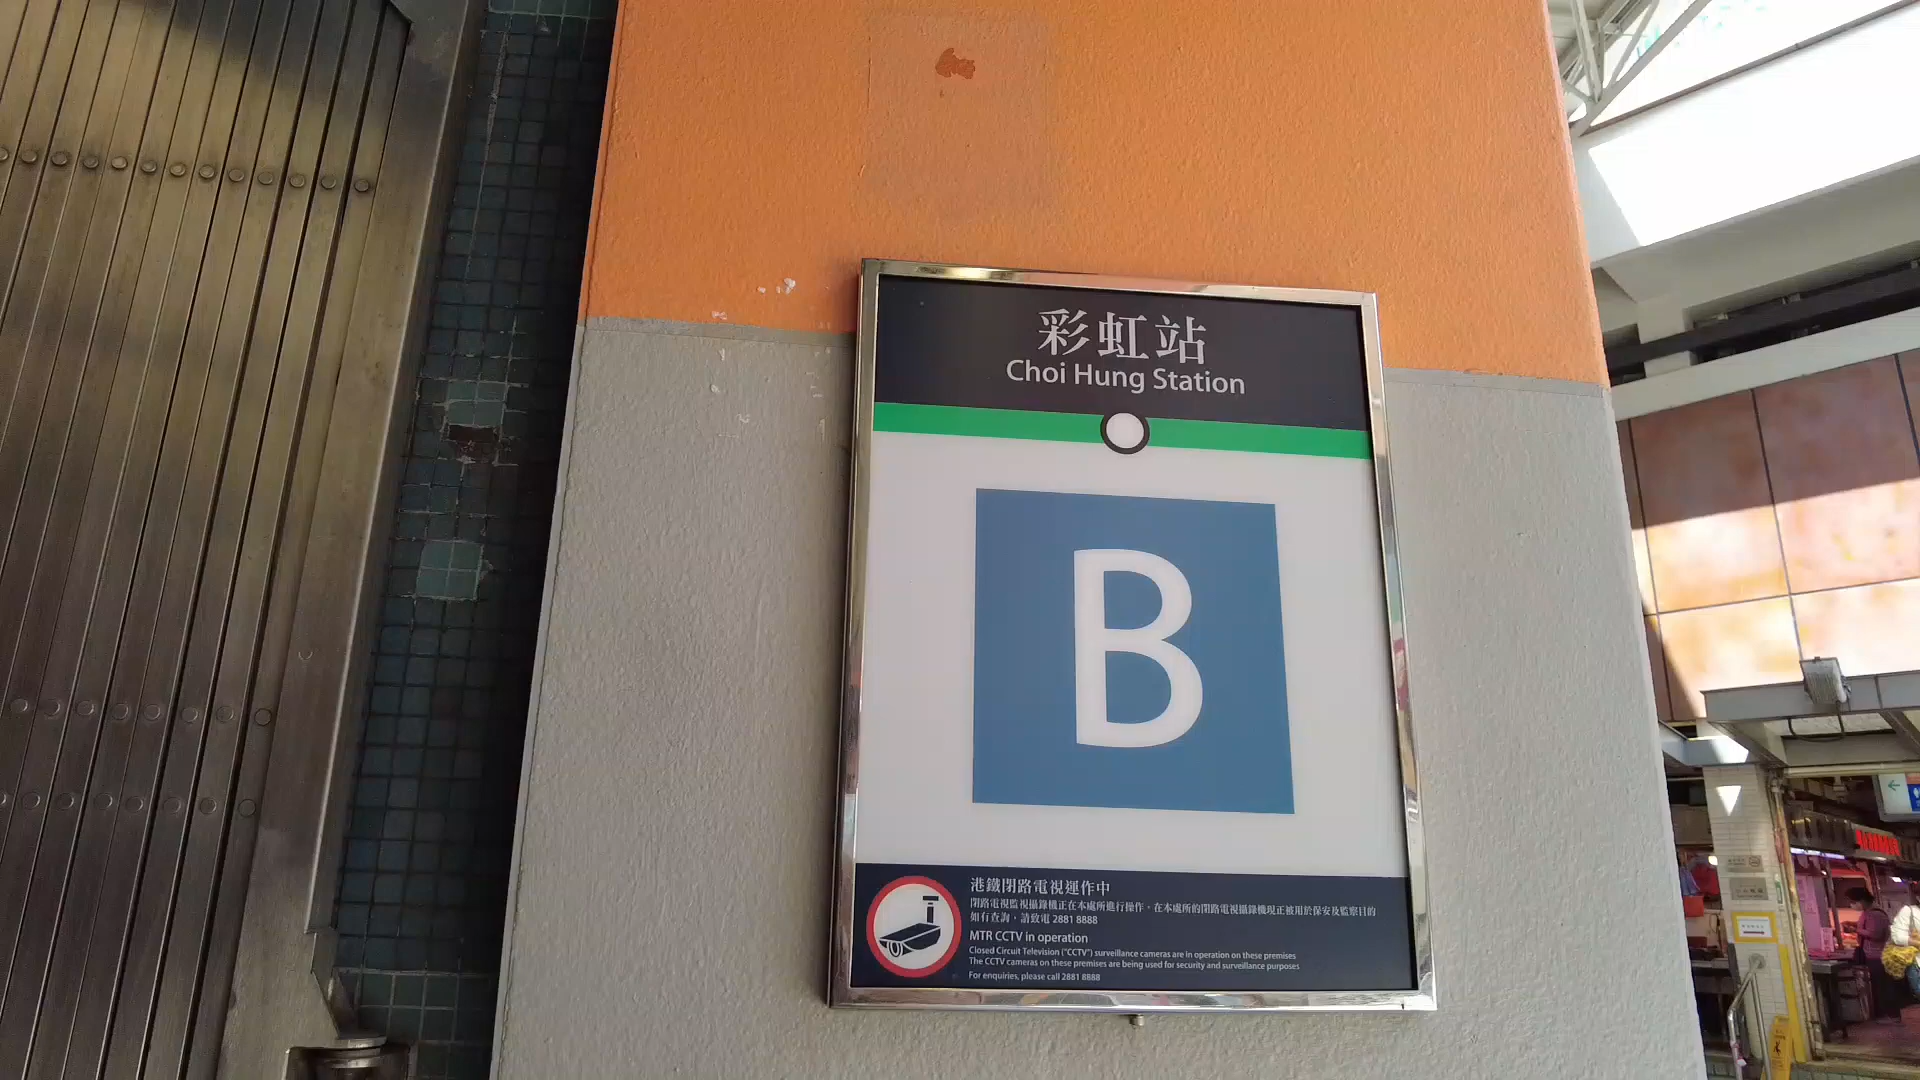 彩虹站
Choi Hung Station
B
港鐵閉路電視運作中
閉路電視監視攝錄機正在本處所進行操作。在本處所的閉路電視攝錄機現正被用於保安及監察目的
如有查詢，請致電 2881 8888
MTR CCTV in operation
Closed Circuit Television ("CCTV") surveillance cameras are in operation on these premises
The CCTV cameras on these premises are being used for security and surveillance purposes
For enquiries, please call 2881 8888